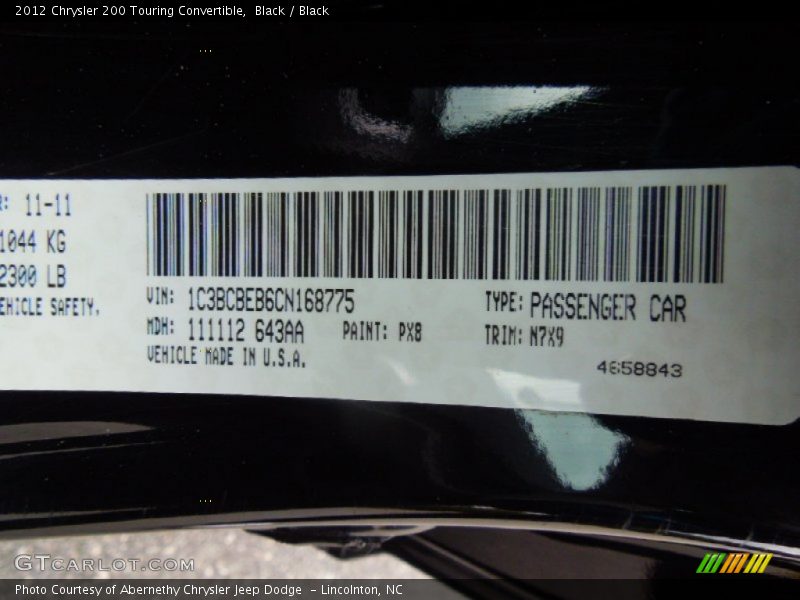 2012 Chrysler 200 Touring Convertible,  Black / Black
R: 11-11
1044 KG
2300 LB
EHICLE SAFETY.
VIN: 1C3BCBEB6CN168775
TYPE: PASSENGER CAR
MDH: 111112 643AA
PAINT: PX8
TRIM: N7X9
VEHICLE MADE IN U.S.A.
4658843
GTCARLOT.COM
Photo Courtesy of Abernethy Chrysler Jeep Dodge  - Lincolnton, NC